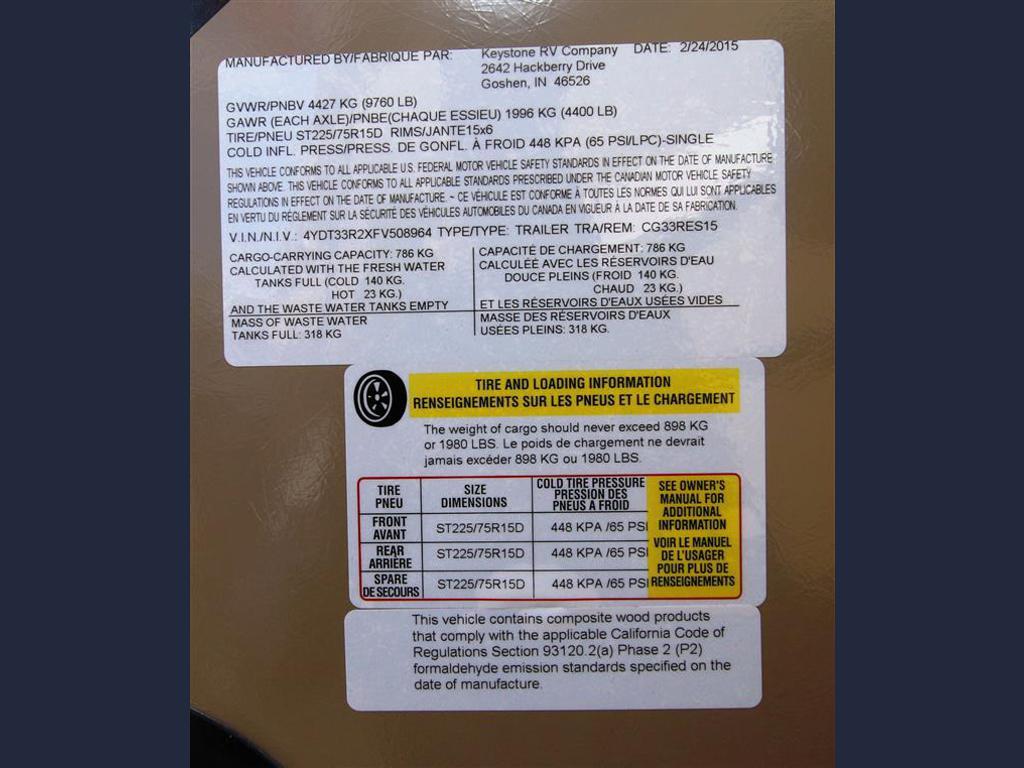 MANUFACTURED BY/FABRIQUE PAR: Keystone RV Company DATE: 2/24/2015
2642 Hackberry Drive
Goshen, IN 46526
GVWR/PNBV 4427 KG (9760 LB)
GAWR (EACH AXLE)/PNBE(CHAQUE ESSIEU) 1996 KG (4400 LB)
TIRE/PNEU ST225/75R15D RIMS/JANTE15x6
COLD INFL. PRESS/PRESS. DE GONFL. À FROID 448 KPA (65 PSI/LPC)-SINGLE
THIS VEHICLE CONFORMS TO ALL APPLICABLE U.S. FEDERAL MOTOR VEHICLE SAFETY STANDARDS IN EFFECT ON THE DATE OF MANUFACTURE
SHOWN ABOVE. THIS VEHICLE CONFORMS TO ALL APPLICABLE STANDARDS PRESCRIBED UNDER THE CANADIAN MOTOR VEHICLE SAFETY
REGULATIONS IN EFFECT ON THE DATE OF MANUFACTURE. ~ CE VÉHICULE EST CONFORME À TOUTES LES NORMES QUI LUI SONT APPLICABLES
EN VERTU DU RÉGLEMENT SUR LA SÉCURITÉ DES VÉHICULES AUTOMOBILES DU CANADA EN VIGUEUR À LA DATE DE SA FABRICATION.
V.I.N./N.I.V.: 4YDT33R2XFV508964 TYPE/TYPE: TRAILER TRA/REM: CG33RES15
CARGO-CARRYING CAPACITY: 786 KG
CALCULATED WITH THE FRESH WATER
TANKS FULL (COLD 140 KG.
HOT 23 KG.)
AND THE WASTE WATER TANKS EMPTY
MASS OF WASTE WATER
TANKS FULL: 318 KG
CAPACITÉ DE CHARGEMENT: 786 KG
CALCULÉE AVEC LES RÉSERVOIRS D'EAU
DOUCE PLEINS (FROID 140 KG.
CHAUD 23 KG.)
ET LES RÉSERVOIRS D'EAUX USÉES VIDES
MASSE DES RÉSERVOIRS D'EAUX
USÉES PLEINS: 318 KG.
TIRE AND LOADING INFORMATION
RENSEIGNEMENTS SUR LES PNEUS ET LE CHARGEMENT
The weight of cargo should never exceed 898 KG
or 1980 LBS. Le poids de chargement ne devrait
jamais excéder 898 KG ou 1980 LBS.
TIRE
PNEU
SIZE
DIMENSIONS
COLD TIRE PRESSURE
PRESSION DES
PNEUS A FROID
FRONT
AVANT
ST225/75R15D 448 KPA /65 PSI
REAR
ARRIÈRE
ST225/75R15D 448 KPA /65 PSI
SPARE
DE SECOURS
ST225/75R15D 448 KPA /65 PSI
SEE OWNER'S
MANUAL FOR
ADDITIONAL
INFORMATION
VOIR LE MANUEL
DE L'USAGER
POUR PLUS DE
RENSEIGNEMENTS
This vehicle contains composite wood products
that comply with the applicable California Code of
Regulations Section 93120.2(a) Phase 2 (P2)
formaldehyde emission standards specified on the
date of manufacture.